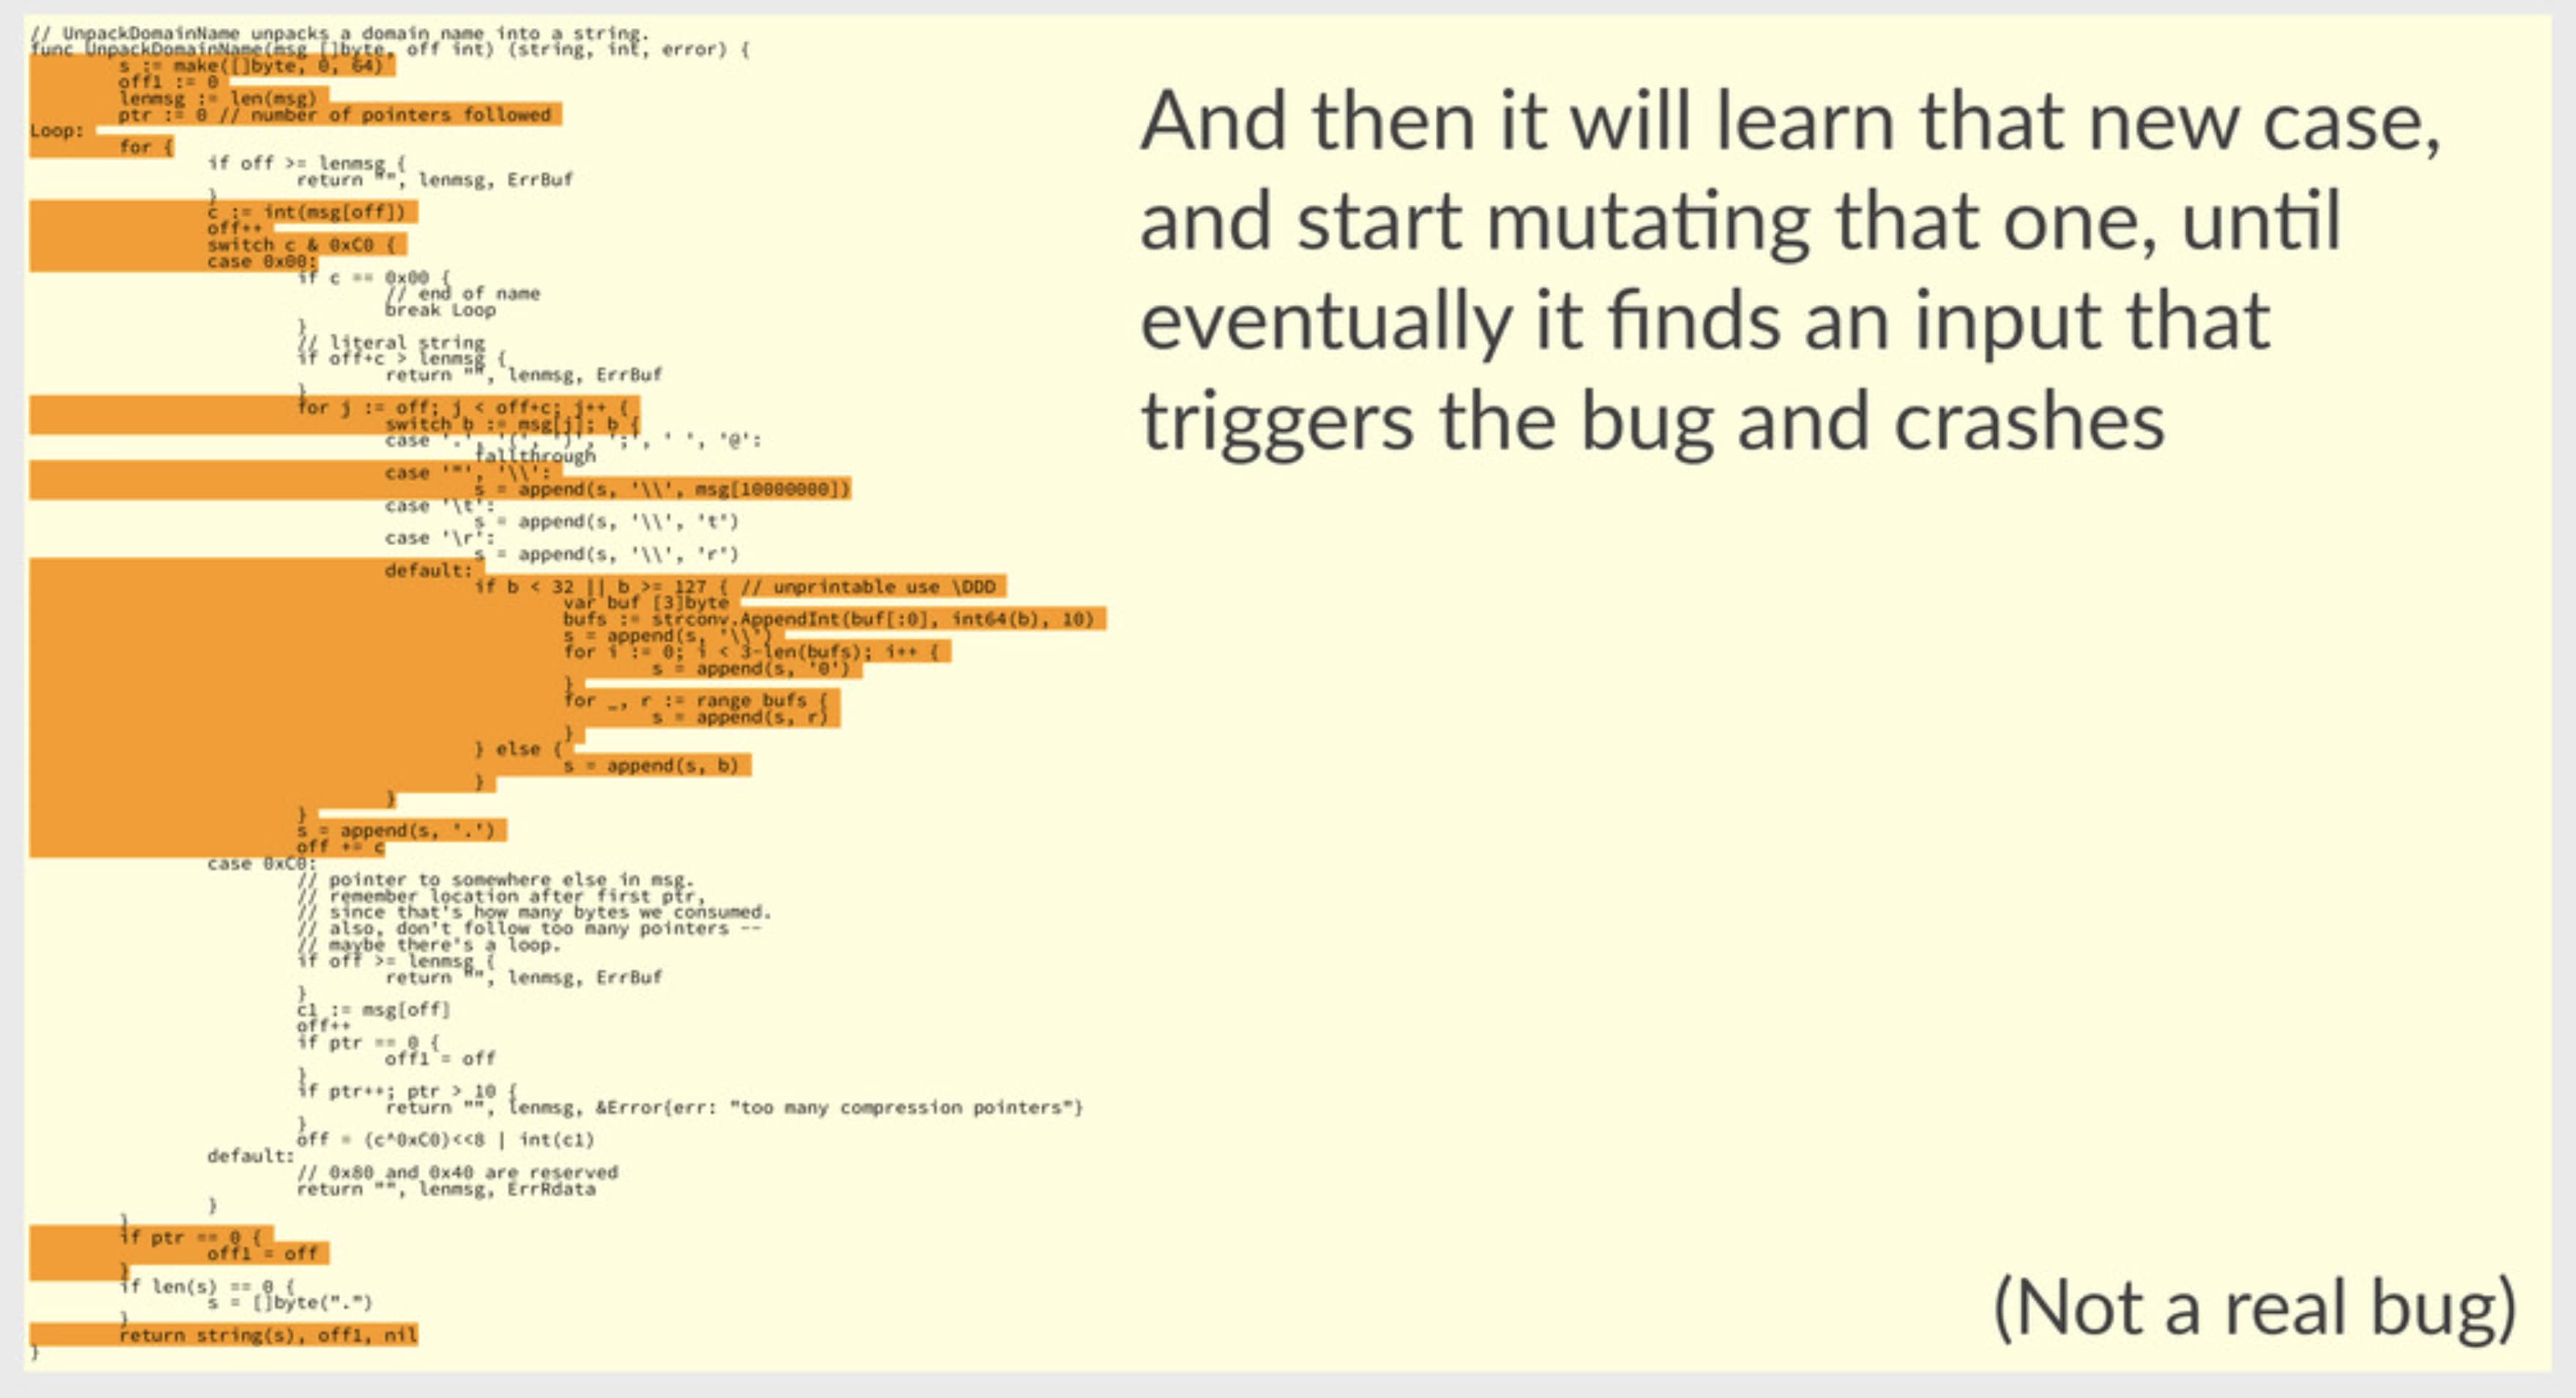 // UnpackDomainName unpacks a domain name into a string.
func UnpackDomainName(msg []byte, off int) (string, int, error) {
	s := make([]byte, 0, 64)
	off1 := 0
	lenmsg := len(msg)
	ptr := 0 // number of pointers followed
Loop:
	for {
		if off >= lenmsg {
			return "", lenmsg, ErrBuf
		}
		c := int(msg[off])
		off++
		switch c & 0xC0 {
		case 0x00:
			if c == 0x00 {
				// end of name
				break Loop
			}
			// literal string
			if off+c > lenmsg {
				return "", lenmsg, ErrBuf
			}
			for j := off; j < off+c; j++ {
				switch b := msg[j]; b {
				case '.', '(', ')', ';', ' ', '@':
					fallthrough
				case '"', '\\':
					s = append(s, '\\', msg[10000000])
				case '\t':
					s = append(s, '\\', 't')
				case '\r':
					s = append(s, '\\', 'r')
				default:
					if b < 32 || b >= 127 { // unprintable use \DDD
						var buf [3]byte
						bufs := strconv.AppendInt(buf[:0], int64(b), 10)
						s = append(s, '\\')
						for i := 0; i < 3-len(bufs); i++ {
							s = append(s, '0')
						}
						for _, r := range bufs {
							s = append(s, r)
						}
					} else {
						s = append(s, b)
					}
				}
			}
			s = append(s, '.')
			off += c
		case 0xC0:
			// pointer to somewhere else in msg.
			// remember location after first ptr,
			// since that's how many bytes we consumed.
			// also, don't follow too many pointers --
			// maybe there's a loop.
			if off >= lenmsg {
				return "", lenmsg, ErrBuf
			}
			c1 := msg[off]
			off++
			if ptr == 0 {
				off1 = off
			}
			if ptr++; ptr > 10 {
				return "", lenmsg, &Error{err: "too many compression pointers"}
			}
			off = (c^0xC0)<<8 | int(c1)
		default:
			// 0x80 and 0x40 are reserved
			return "", lenmsg, ErrRdata
		}
	}
	if ptr == 0 {
		off1 = off
	}
	if len(s) == 0 {
		s = []byte(".")
	}
	return string(s), off1, nil
}
And then it will learn that new case,
and start mutating that one, until
eventually it finds an input that
triggers the bug and crashes
(Not a real bug)